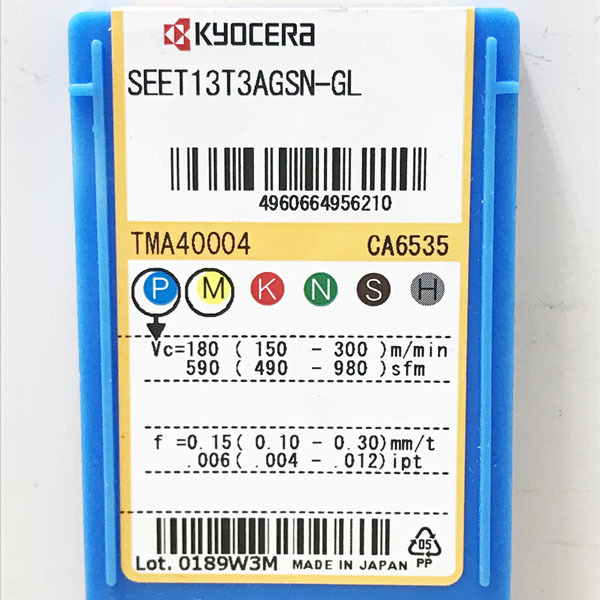 KYOCERA
SEET13T3AGSN-GL
4960664956210
TMA40004 CA6535
P M K N S H
Vc=180 ( 150 - 300 )m/min
590 ( 490 - 980 )sfm
f =0.15( 0.10 - 0.30)mm/t
.006( .004 - .012)ipt
Lot. 0189W3M MADE IN JAPAN
05
PP